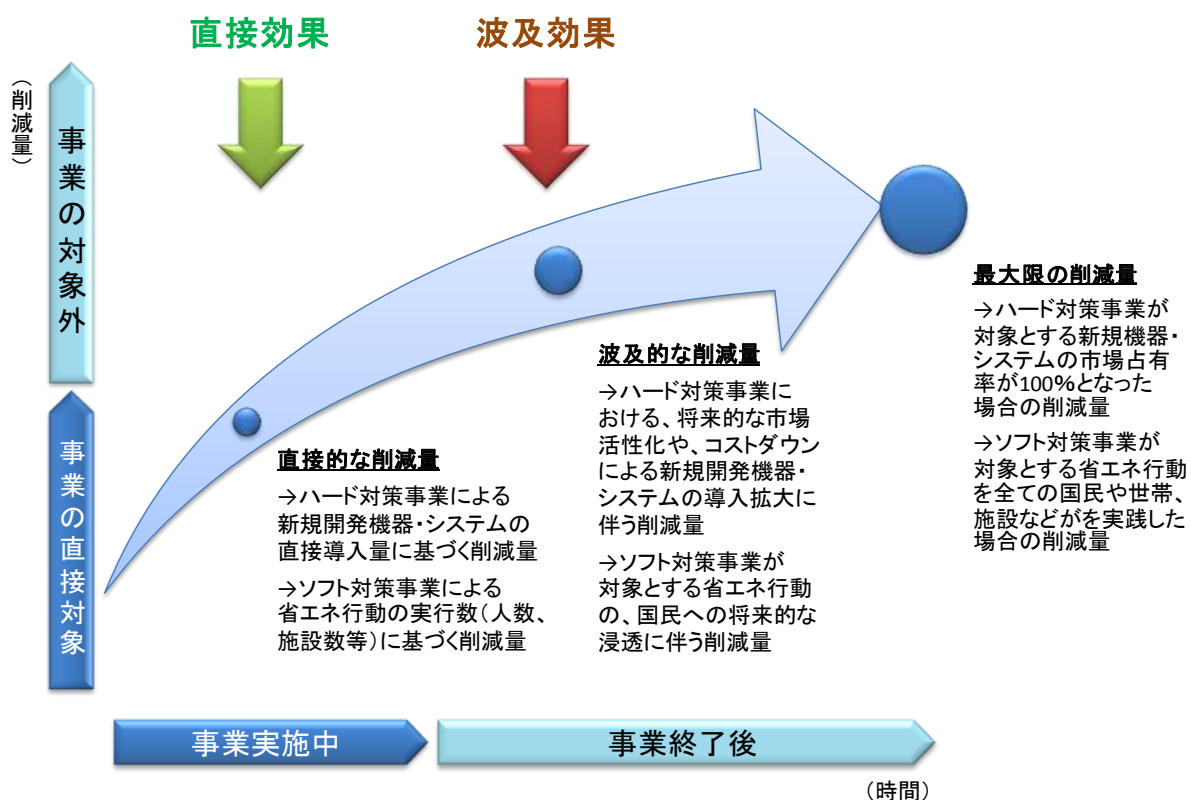 直接効果
波及効果
（削減量）
事業の対象外
事業の直接対象
直接的な削減量
→ハード対策事業による
新規開発機器・システムの
直接導入量に基づく削減量
→ソフト対策事業による
省エネ行動の実行数（人数、
施設数等）に基づく削減量
波及的な削減量
→ハード対策事業に
おける、将来的な市場
活性化や、コストダウン
による新規開発機器・
システムの導入拡大に
伴う削減量
→ソフト対策事業が
対象とする省エネ行動
の、国民への将来的な
浸透に伴う削減量
最大限の削減量
→ハード対策事業が
対象とする新規機器・
システムの市場占有
率が100%となった
場合の削減量
→ソフト対策事業が
対象とする省エネ行動
を全ての国民や世帯、
施設などがを実践した
場合の削減量
事業実施中
事業終了後
（時間）